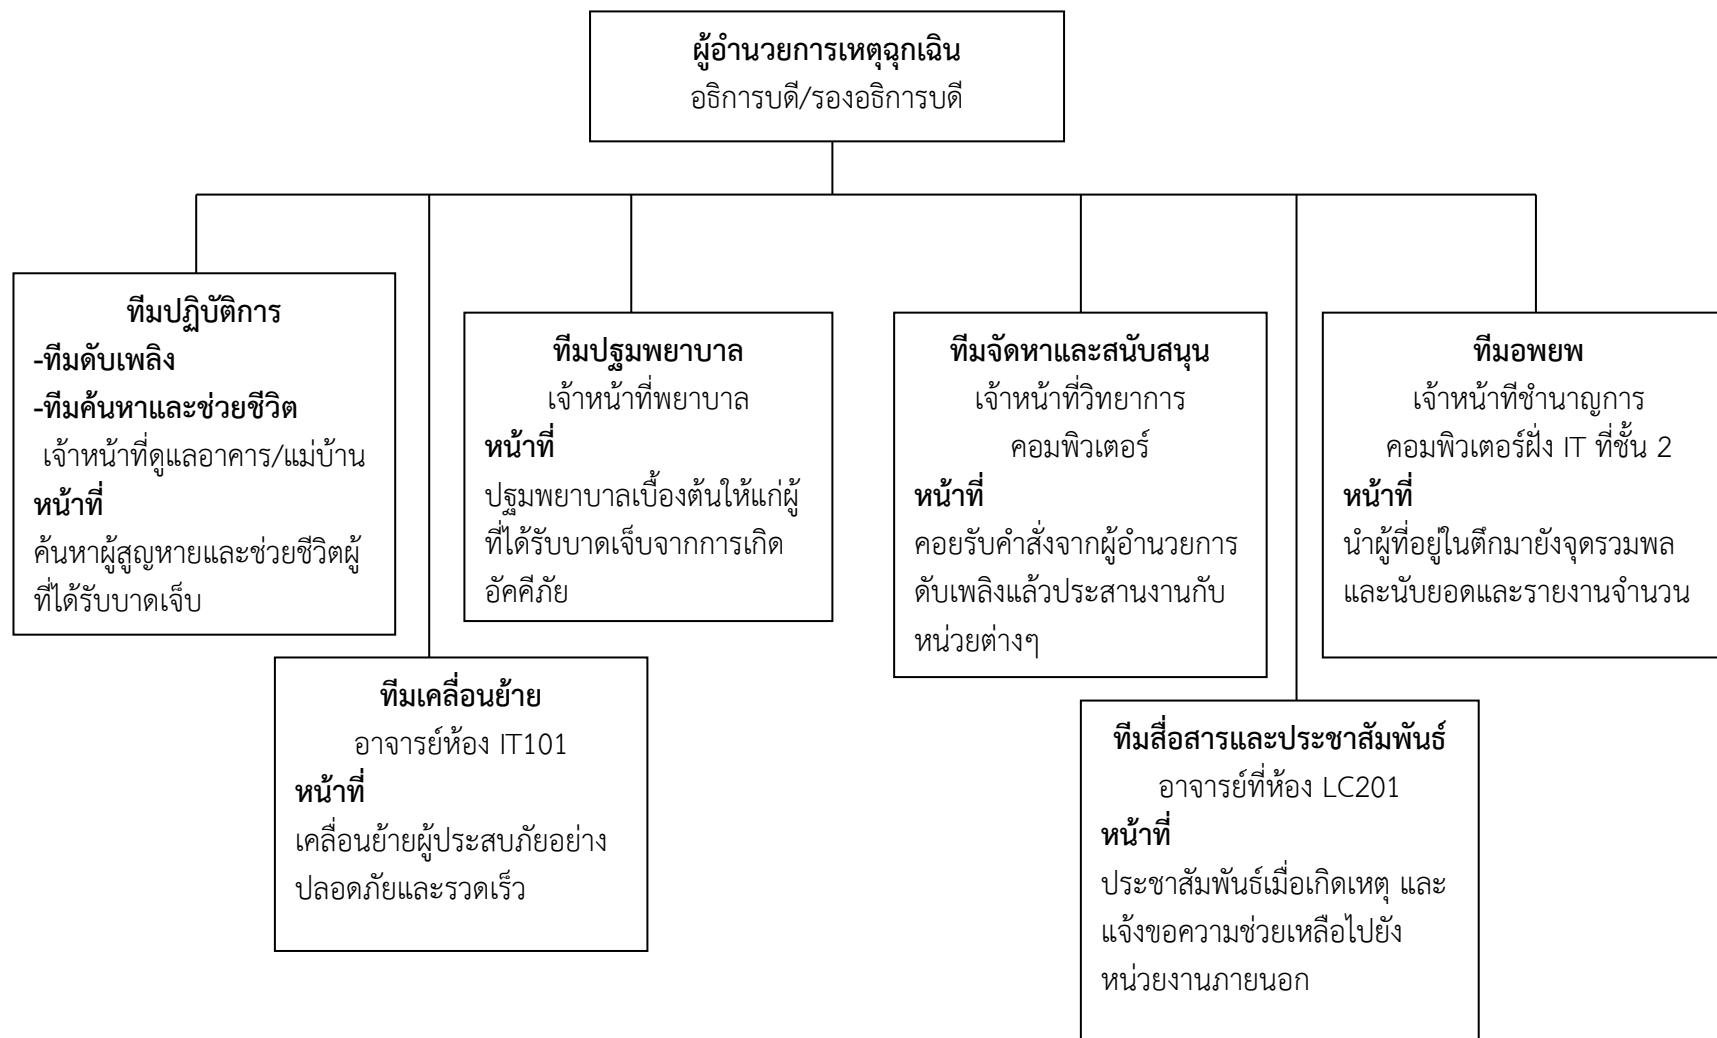 ผู้อำนวยการเหตุฉุกเฉิน
อธิการบดี/รองอธิการบดี
ทีมปฏิบัติการ
-ทีมดับเพลิง
-ทีมค้นหาและช่วยชีวิต
เจ้าหน้าที่ดูแลอาคาร/แม่บ้าน
หน้าที่
ค้นหาผู้สูญหายและช่วยชีวิตผู้
ที่ได้รับบาดเจ็บ
ทีมเคลื่อนย้าย
อาจารย์ห้อง IT101
หน้าที่
เคลื่อนย้ายผู้ประสบภัยอย่าง
ปลอดภัยและรวดเร็ว
ทีมปฐมพยาบาล
เจ้าหน้าที่พยาบาล
หน้าที่
ปฐมพยาบาลเบื้องต้นให้แก่ผู้
ที่ได้รับบาดเจ็บจากการเกิด
อัคคีภัย
ทีมจัดหาและสนับสนุน
เจ้าหน้าที่วิทยาการ
คอมพิวเตอร์
หน้าที่
คอยรับคำสั่งจากผู้อำนวยการ
ดับเพลิงแล้วประสานงานกับ
หน่วยต่างๆ
ทีมสื่อสารและประชาสัมพันธ์
อาจารย์ที่ห้อง LC201
หน้าที่
ประชาสัมพันธ์เมื่อเกิดเหตุ และ
แจ้งขอความช่วยเหลือไปยัง
หน่วยงานภายนอก
ทีมอพยพ
เจ้าหน้าทีชำนาญการ
คอมพิวเตอร์ฝั่ง IT ที่ชั้น 2
หน้าที่
นำผู้ที่อยู่ในตึกมายังจุดรวมพล
และนับยอดและรายงานจำนวน